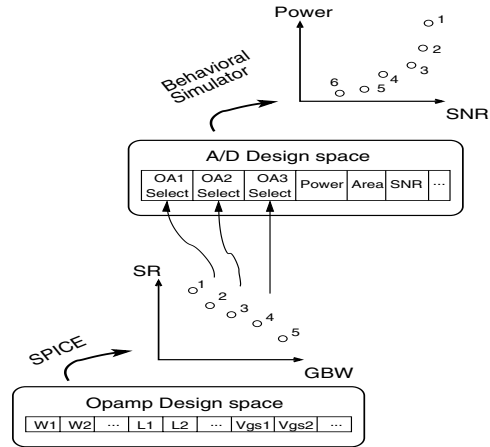 Power
1
2
3
4
5
6
SNR
Behavioral
Simulator
A/D Design space
OA1 Select OA2 Select OA3 Select Power Area SNR ...
SR
1
2
3
4
5
GBW
SPICE
Opamp Design space
W1 W2 ... L1 L2 ... Vgs1 Vgs2 ...